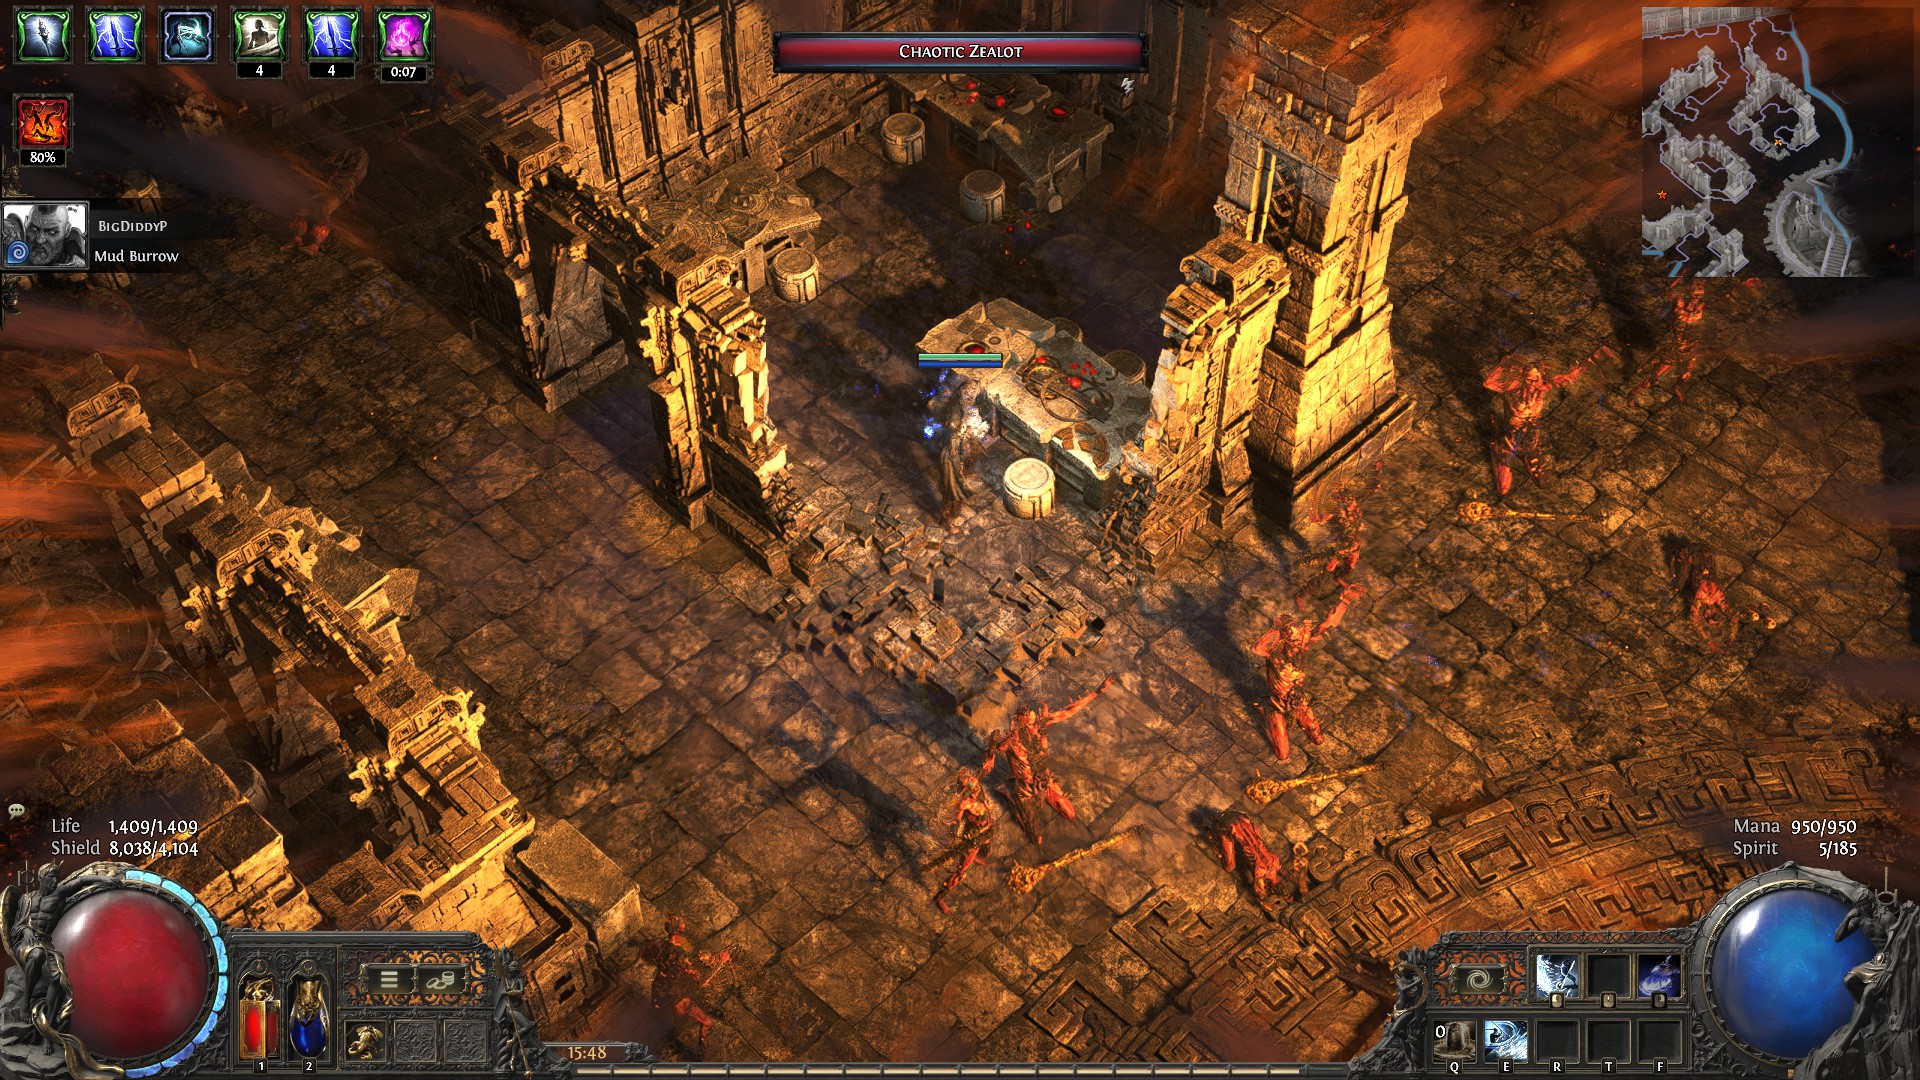 CHAOTIC ZEALOT
4
4
0:07
80%
BIGDIDDYP
Mud Burrow
Life 1,409/1,409
Shield 8,038/4,104
Mana 950/950
Spirit 5/185
15:48
1
2
0
Q
E
R
T
F